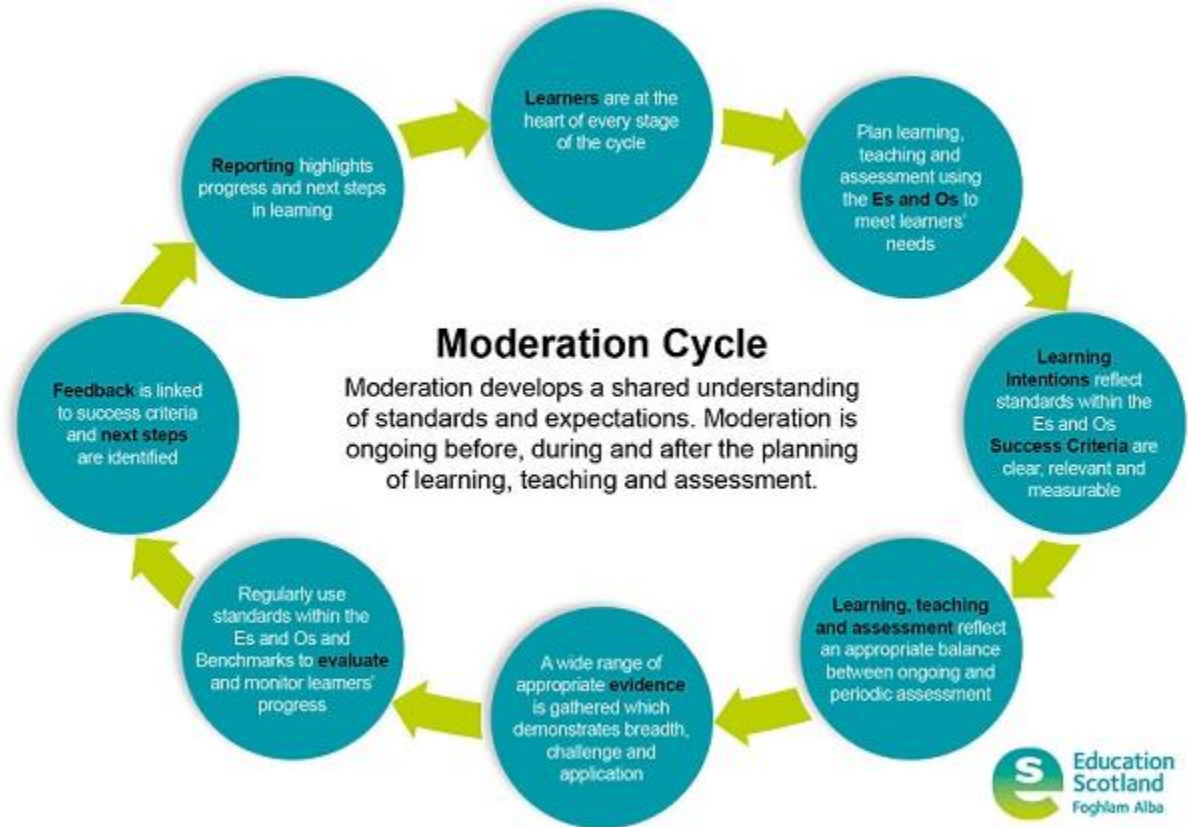 Learners are at the
heart of every stage
of the cycle
Plan learning,
teaching and
assessment using
the Es and Os to
meet learners'
needs
Learning
Intentions reflect
standards within the
Es and Os
Success Criteria are
clear, relevant and
measurable
Learning, teaching
and assessment reflect
an appropriate balance
between ongoing and
periodic assessment
A wide range of
appropriate evidence
is gathered which
demonstrates breadth,
challenge and
application
Regularly use
standards within the
Es and Os and
Benchmarks to evaluate
and monitor learners'
progress
Feedback is linked
to success criteria
and next steps
are identified
Reporting highlights
progress and next steps
in learning
Moderation Cycle
Moderation develops a shared understanding
of standards and expectations. Moderation is
ongoing before, during and after the planning
of learning, teaching and assessment.
Education
Scotland
Foghlam Alba